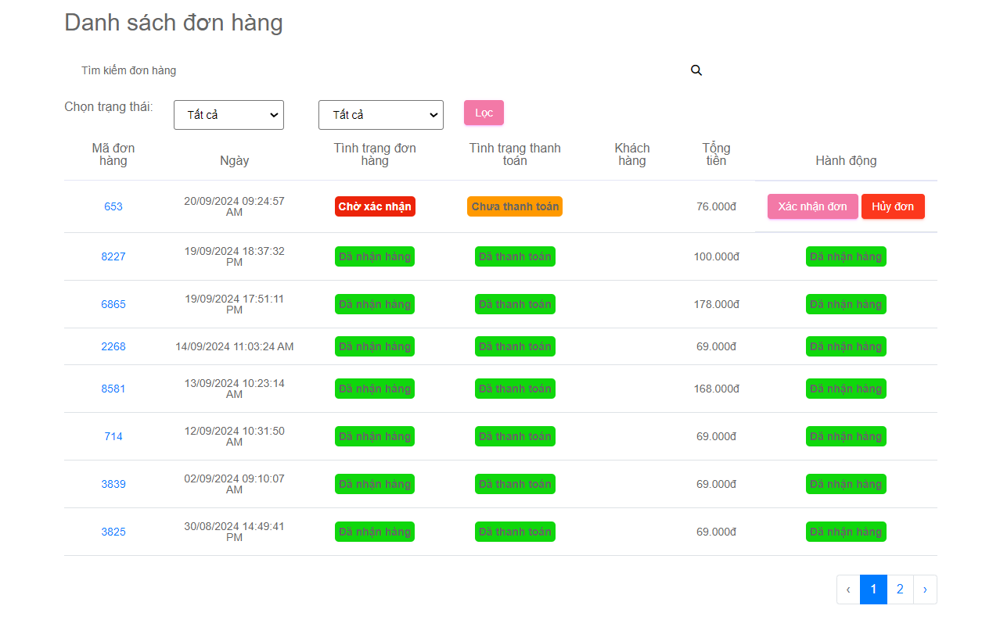 Danh sách đơn hàng
Tìm kiếm đơn hàng
Chọn trạng thái: Tất cả Tất cả Lọc
Mã đơn hàng Ngày Tình trạng đơn hàng Tình trạng thanh toán Khách hàng Tổng tiền Hành động
653 20/09/2024 09:24:57 AM Chờ xác nhận Chưa thanh toán 76.000đ Xác nhận đơn Hủy đơn
8227 19/09/2024 18:37:32 PM Đã nhận hàng Đã thanh toán 100.000đ Đã nhận hàng
6865 19/09/2024 17:51:11 PM Đã nhận hàng Đã thanh toán 178.000đ Đã nhận hàng
2268 14/09/2024 11:03:24 AM Đã nhận hàng Đã thanh toán 69.000đ Đã nhận hàng
8581 13/09/2024 10:23:14 AM Đã nhận hàng Đã thanh toán 168.000đ Đã nhận hàng
714 12/09/2024 10:31:50 AM Đã nhận hàng Đã thanh toán 69.000đ Đã nhận hàng
3839 02/09/2024 09:10:07 AM Đã nhận hàng Đã thanh toán 69.000đ Đã nhận hàng
3825 30/08/2024 14:49:41 PM Đã nhận hàng Đã thanh toán 69.000đ Đã nhận hàng
‹ 1 2 ›